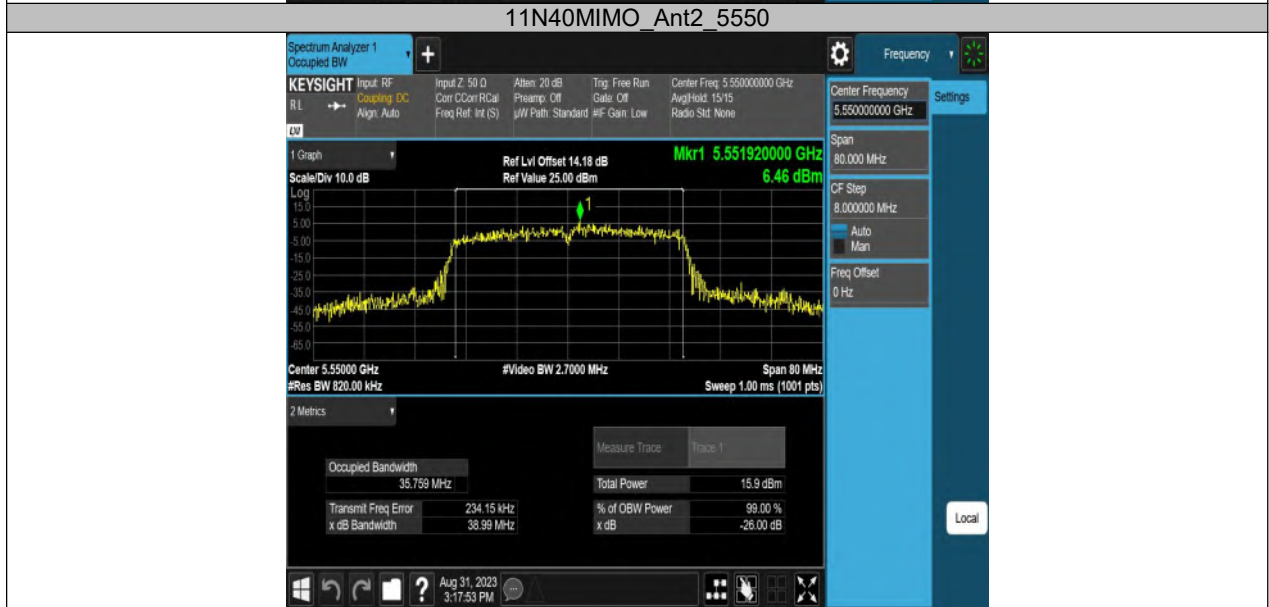 11N40MIMO_Ant2_5550
Spectrum Analyzer 1
Occupied BW
+
Frequency
KEYSIGHT Input: RF Input Z: 50 Ω Atten: 20 dB Trig: Free Run Center Freq: 5.550000000 GHz
RL Coupling: DC Corr CCorr RCal Preamp: Off Gate: Off Avg|Hold: 15/15
Align: Auto Freq Ref: Int (S) µW Path: Standard #IF Gain: Low Radio Std: None
Center Frequency
5.550000000 GHz
Settings
Span
80.000 MHz
CF Step
8.000000 MHz
Auto
Man
Freq Offset
0 Hz
Local
1 Graph
Ref Lvl Offset 14.18 dB
Mkr1 5.551920000 GHz
Scale/Div 10.0 dB
Ref Value 25.00 dBm
6.46 dBm
Log
1
15.0
5.00
-5.00
-15.0
-25.0
-35.0
-45.0
-55.0
-65.0
Center 5.55000 GHz #Video BW 2.7000 MHz Span 80 MHz
#Res BW 820.00 kHz Sweep 1.00 ms (1001 pts)
2 Metrics
Measure Trace Trace 1
Occupied Bandwidth
35.759 MHz
Total Power 15.9 dBm
Transmit Freq Error 234.15 kHz % of OBW Power 99.00 %
x dB Bandwidth 38.99 MHz x dB -26.00 dB
? Aug 31, 2023
3:17:53 PM